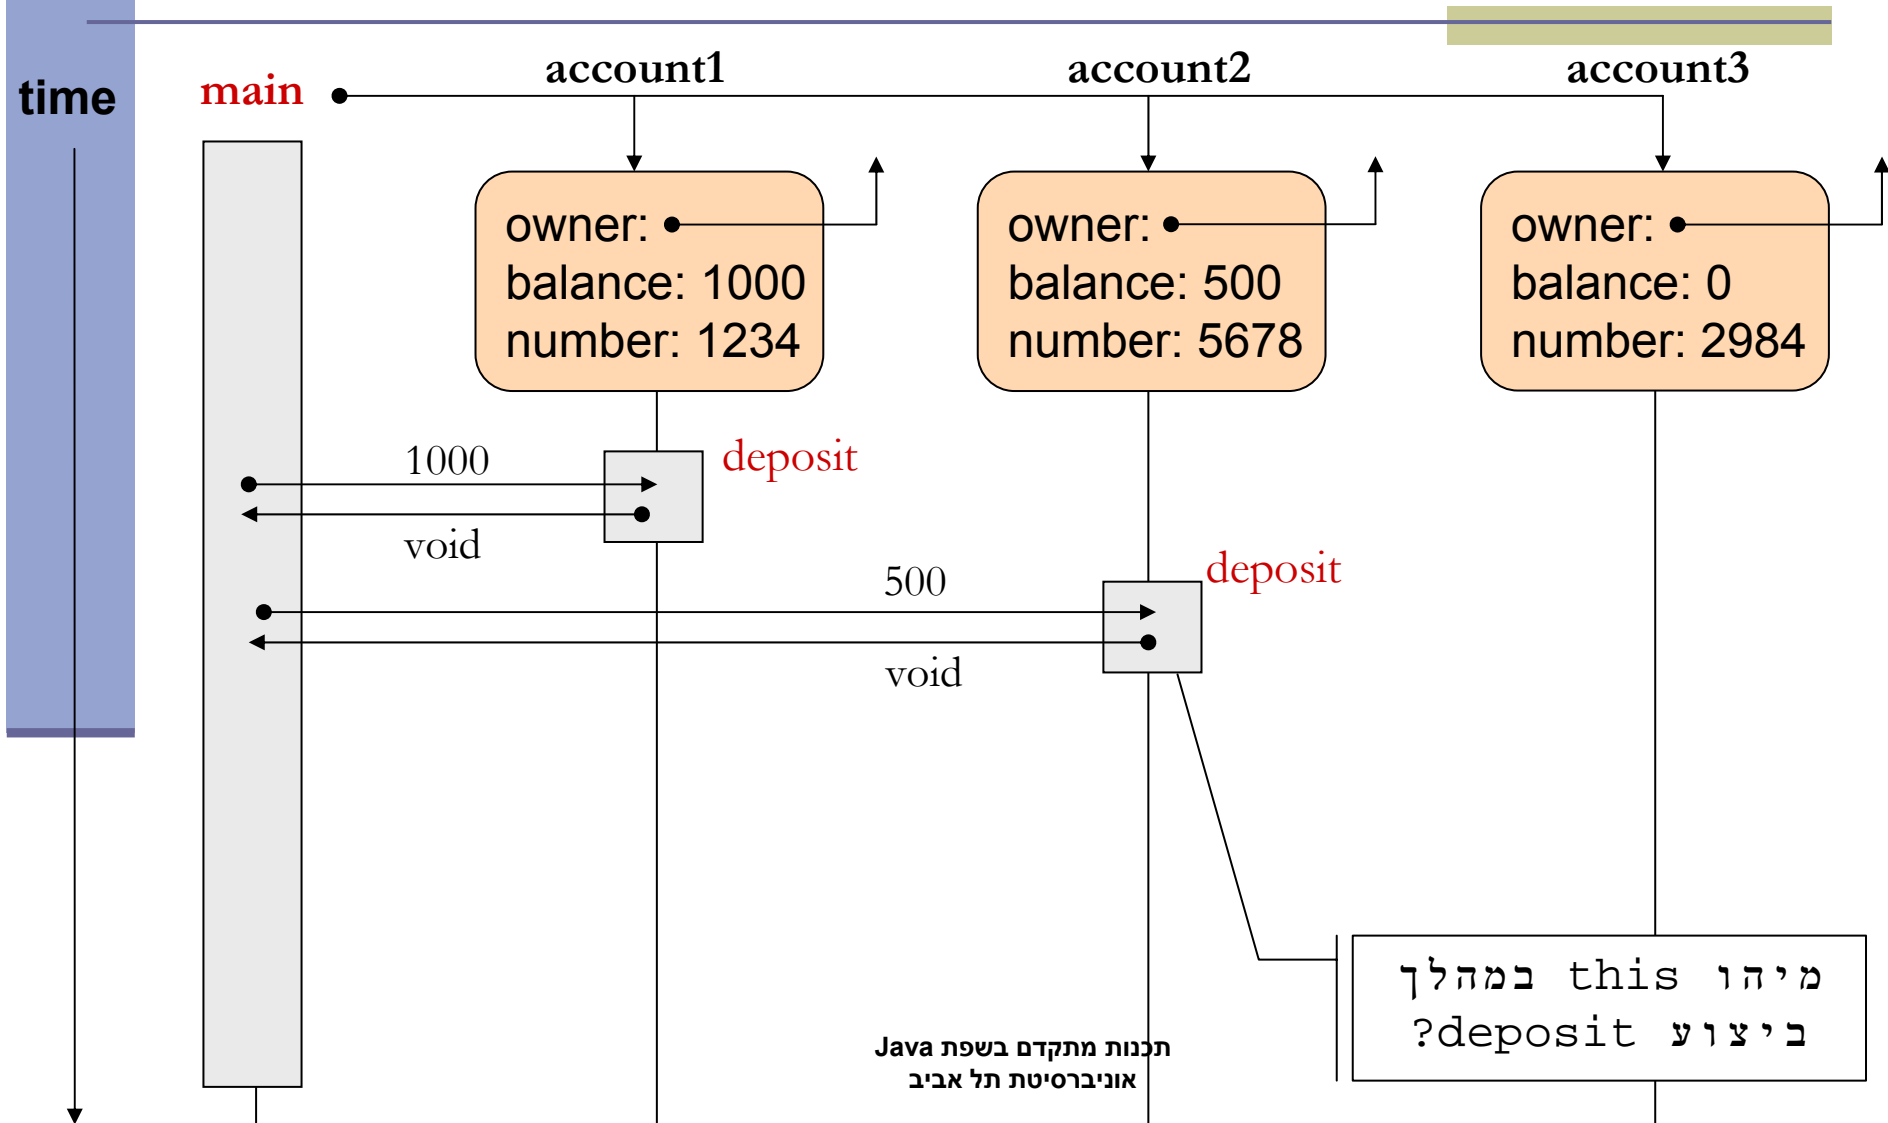 time
main
account1
account2
account3
owner:
balance: 1000
number: 1234
owner:
balance: 500
number: 5678
owner:
balance: 0
number: 2984
1000
deposit
void
500
deposit
void
מיהו this במהלך
ביצוע deposit?
תכנות מתקדם בשפת Java
אוניברסיטת תל אביב